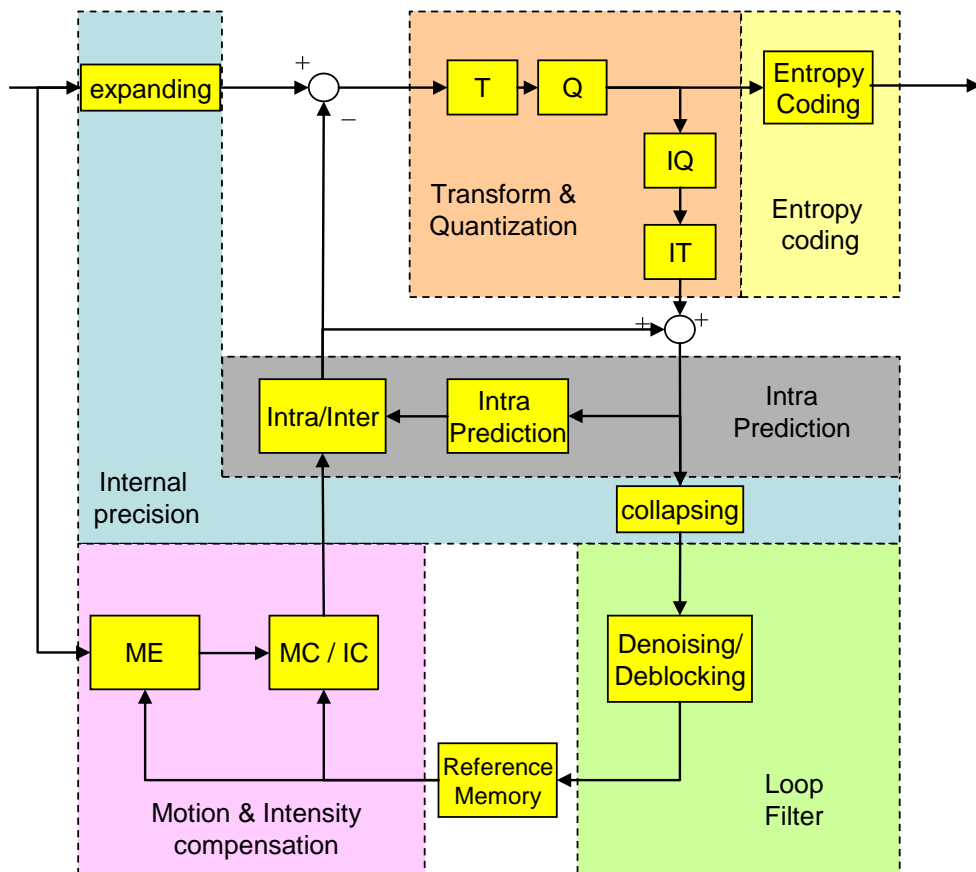 expanding
+
−
T
Q
Entropy
Coding
IQ
Transform &
Quantization
IT
Entropy
coding
+
+
Intra/Inter
Intra
Prediction
Intra
Prediction
Internal
precision
collapsing
ME
MC / IC
Denoising/
Deblocking
Reference
Memory
Motion & Intensity
compensation
Loop
Filter